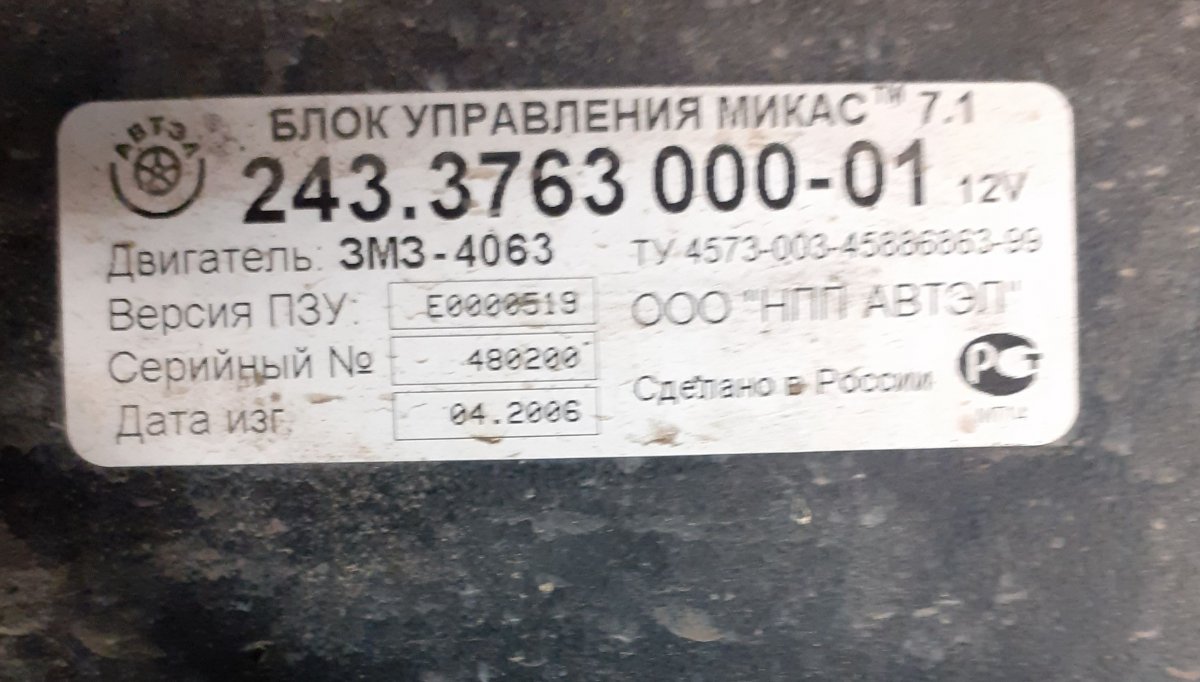 АВТЭЛ
БЛОК УПРАВЛЕНИЯ МИКАС™ 7.1
243.3763 000-01 12V
Двигатель: ЗМЗ-4063 ТУ 4573-003-45886863-99
Версия ПЗУ: E0000519 ООО "НПП АВТЭЛ"
Серийный № 480200
Сделано в России РСТ
Дата изг. 04.2006